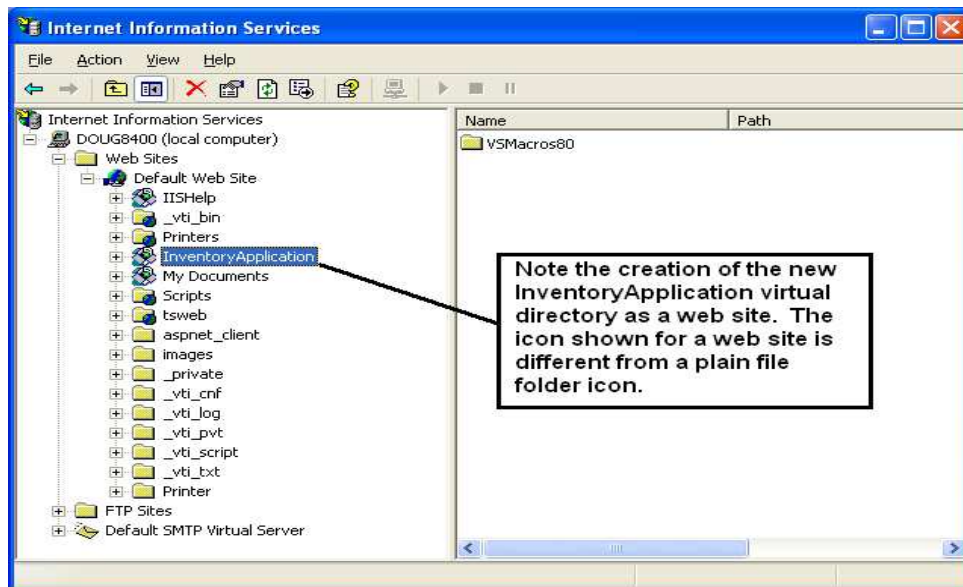 Internet Information Services
File Action View Help
Internet Information Services
DOUG8400 (local computer)
Web Sites
Default Web Site
IISHelp
_vti_bin
Printers
InventoryApplication
My Documents
Scripts
tsweb
aspnet_client
images
_private
_vti_cnf
_vti_log
_vti_pvt
_vti_script
_vti_txt
Printer
FTP Sites
Default SMTP Virtual Server
Name Path
VSMacros80
Note the creation of the new
InventoryApplication virtual
directory as a web site. The
icon shown for a web site is
different from a plain file
folder icon.